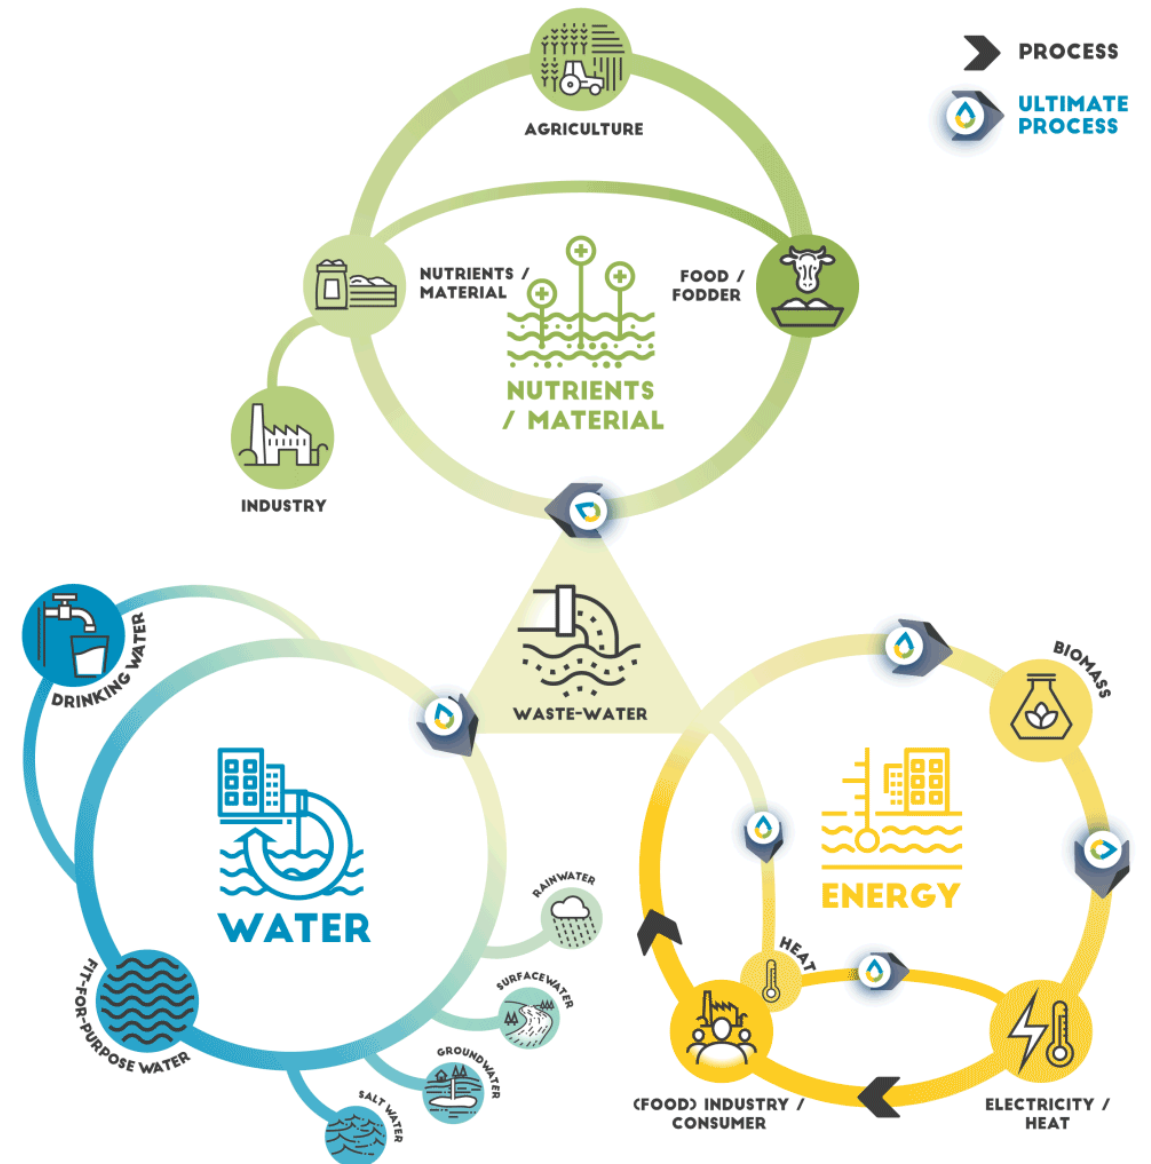 PROCESS
ULTIMATE
PROCESS
AGRICULTURE
NUTRIENTS /
MATERIAL
FOOD /
FODDER
NUTRIENTS
/ MATERIAL
INDUSTRY
WASTE-WATER
DRINKING WATER
BIOMASS
WATER
ENERGY
RAINWATER
HEAT
SURFACEWATER
FIT-FOR-PURPOSE WATER
GROUNDWATER
SALT WATER
(FOOD) INDUSTRY /
CONSUMER
ELECTRICITY /
HEAT